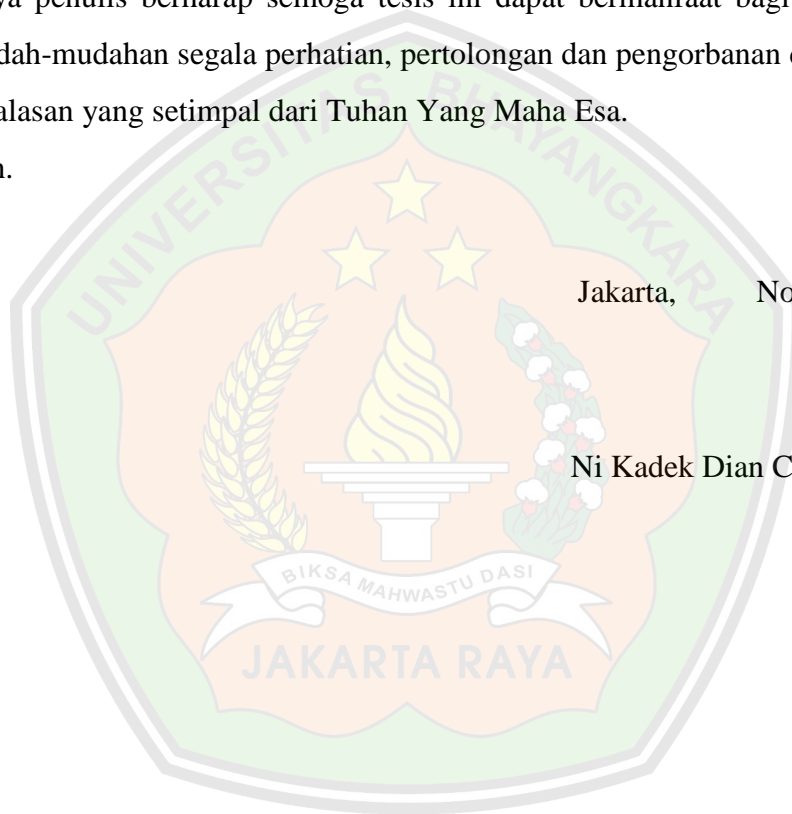 ya penulis berharap semoga tesis ini dapat bermanfaat bagi
dah-mudahan segala perhatian, pertolongan dan pengorbanan
alasan yang setimpal dari Tuhan Yang Maha Esa.
n.
UNIVERSITAS BHAYANGKARA
Jakarta, No
Ni Kadek Dian C
BIKSA MAHWASTU DASI
JAKARTA RAYA